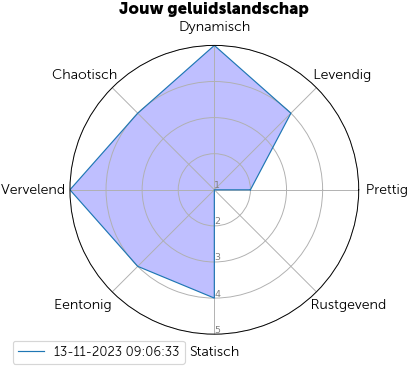 Jouw geluidslandschap
Dynamisch
Chaotisch
Levendig
Vervelend
Prettig
1
2
3
4
5
Eentonig
Rustgevend
Statisch
13-11-2023 09:06:33